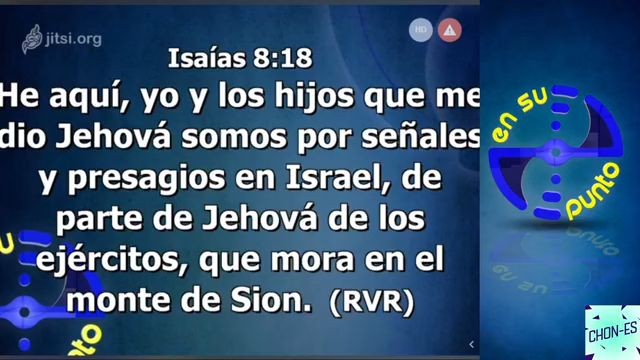 jitsi.org
HD
Isaías 8:18
He aquí, yo y los hijos que me
dio Jehová somos por señales
y presagios en Israel, de
parte de Jehová de los
ejércitos, que mora en el
monte de Sion. (RVR)
en su
punto
punto
CHON-ES